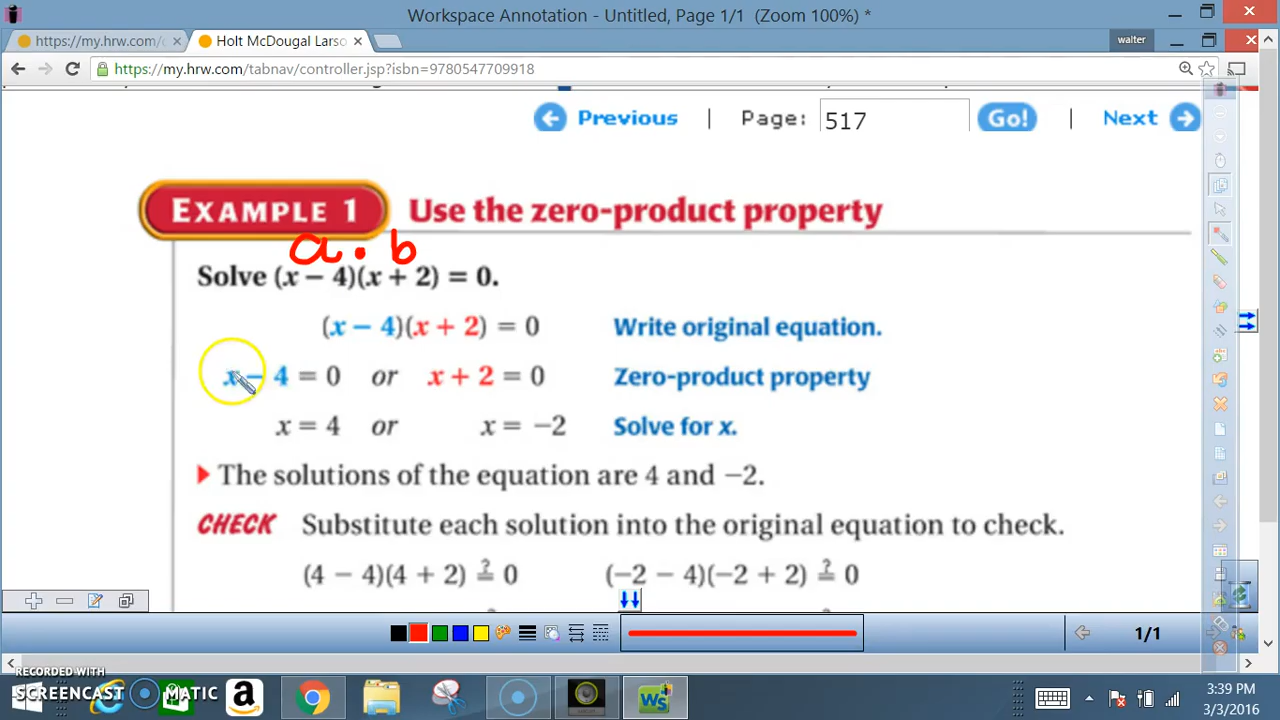 Workspace Annotation - Untitled, Page 1/1 (Zoom 100%) *
https://my.hrw.com/c
Holt McDougal Larso
walter
https://my.hrw.com/tabnav/controller.jsp?isbn=9780547709918
Previous | Page: 517 Go! | Next
EXAMPLE 1 Use the zero-product property
a · b
Solve (x − 4)(x + 2) = 0.
(x − 4)(x + 2) = 0 Write original equation.
x − 4 = 0 or x + 2 = 0 Zero-product property
x = 4 or x = −2 Solve for x.
The solutions of the equation are 4 and −2.
CHECK Substitute each solution into the original equation to check.
(4 − 4)(4 + 2) ≟ 0 (−2 − 4)(−2 + 2) ≟ 0
1/1
RECORDED WITH
SCREENCAST MATIC
3:39 PM
3/3/2016